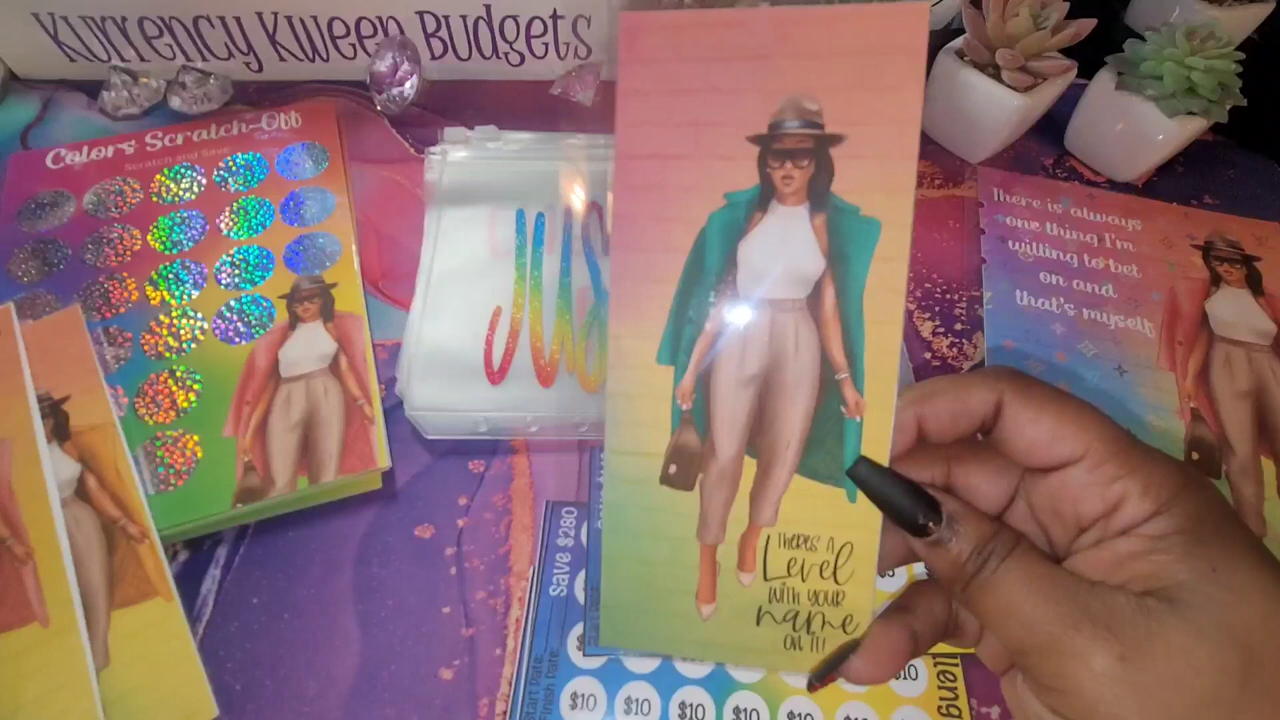 Kurrency Kween Budgets
Colors Scratch-Off
Scratch and Save
There is always
one thing I'm
willing to bet
on and
that's myself
THERE'S A
Level
WITH YOUR
name
ON IT!
Save $280
Start Date:
Finish Date:
$10
$10
$10
$10
$10